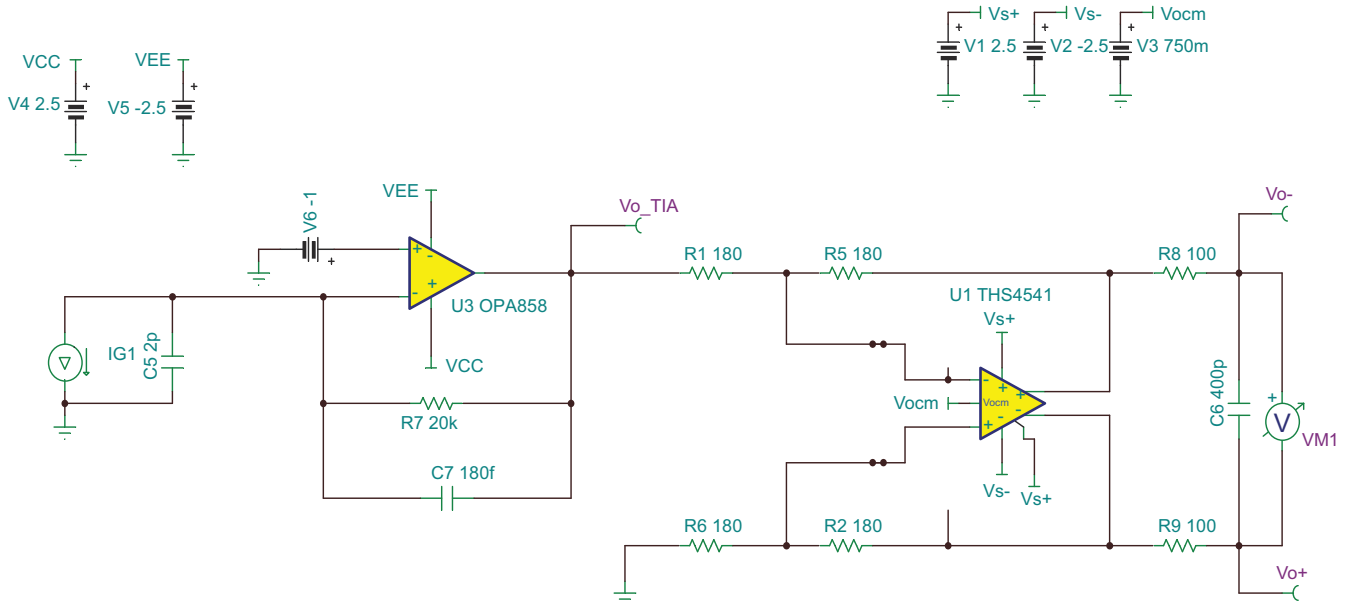 Vs+
Vs-
Vocm
+
+
+
V1 2.5
V2 -2.5
V3 750m
VCC
VEE
+
+
V4 2.5
V5 -2.5
V6 -1
+
VEE
Vo_TIA
Vo-
+
-
+
-
U3 OPA858
VCC
R1 180
R5 180
R8 100
U1 THS4541
Vs+
IG1
C5 2p
R7 20k
C7 180f
-
+
+
Vocm
Vocm
-
-
+
Vs-
Vs+
C6 400p
+
V
VM1
R6 180
R2 180
R9 100
Vo+